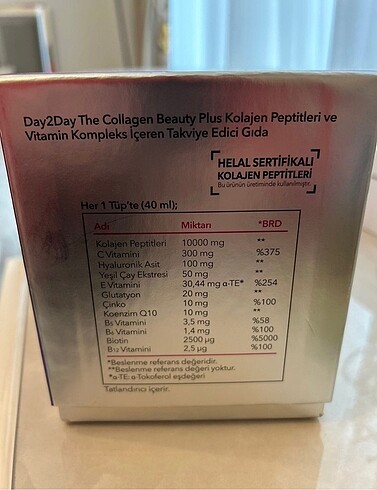 Day2Day The Collagen Beauty Plus Kolajen Peptitleri ve
Vitamin Kompleks İçeren Takviye Edici Gıda
HELAL SERTİFİKALI
KOLAJEN PEPTİTLERİ
Bu ürünün üretiminde kullanılmıştır.
Her 1 Tüp'te (40 ml);
Adı Miktarı *BRD
Kolajen Peptitleri 10000 mg **
C Vitamini 300 mg %375
Hyaluronik Asit 100 mg **
Yeşil Çay Ekstresi 50 mg **
E Vitamini 30,44 mg α-TE* %254
Glutatyon 20 mg **
Çinko 10 mg %100
Koenzim Q10 10 mg **
B₅ Vitamini 3,5 mg %58
B₆ Vitamini 1,4 mg %100
Biotin 2500 µg %5000
B₁₂ Vitamini 2,5 µg %100
*Beslenme referans değeridir.
**Beslenme referans değeri yoktur.
*α-TE: α-Tokoferol eşdeğeri
Tatlandırıcı içerir.